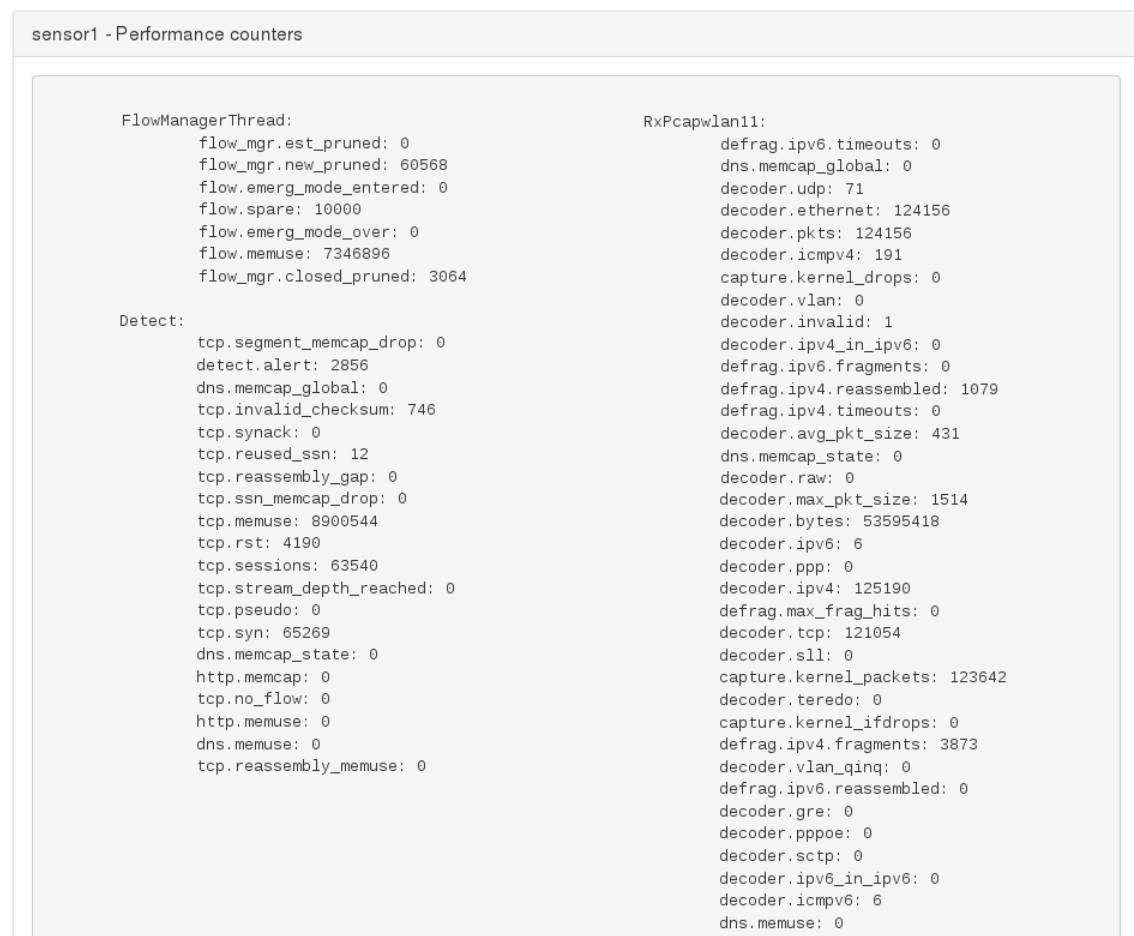 sensor1 - Performance counters
FlowManagerThread:
flow_mgr.est_pruned: 0
flow_mgr.new_pruned: 60568
flow.emerg_mode_entered: 0
flow.spare: 10000
flow.emerg_mode_over: 0
flow.memuse: 7346896
flow_mgr.closed_pruned: 3064
Detect:
tcp.segment_memcap_drop: 0
detect.alert: 2856
dns.memcap_global: 0
tcp.invalid_checksum: 746
tcp.synack: 0
tcp.reused_ssn: 12
tcp.reassembly_gap: 0
tcp.ssn_memcap_drop: 0
tcp.memuse: 8900544
tcp.rst: 4190
tcp.sessions: 63540
tcp.stream_depth_reached: 0
tcp.pseudo: 0
tcp.syn: 65269
dns.memcap_state: 0
http.memcap: 0
tcp.no_flow: 0
http.memuse: 0
dns.memuse: 0
tcp.reassembly_memuse: 0
RxPcapwlan11:
defrag.ipv6.timeouts: 0
dns.memcap_global: 0
decoder.udp: 71
decoder.ethernet: 124156
decoder.pkts: 124156
decoder.icmpv4: 191
capture.kernel_drops: 0
decoder.vlan: 0
decoder.invalid: 1
decoder.ipv4_in_ipv6: 0
defrag.ipv6.fragments: 0
defrag.ipv4.reassembled: 1079
defrag.ipv4.timeouts: 0
decoder.avg_pkt_size: 431
dns.memcap_state: 0
decoder.raw: 0
decoder.max_pkt_size: 1514
decoder.bytes: 53595418
decoder.ipv6: 6
decoder.ppp: 0
decoder.ipv4: 125190
defrag.max_frag_hits: 0
decoder.tcp: 121054
decoder.sll: 0
capture.kernel_packets: 123642
decoder.teredo: 0
capture.kernel_ifdrops: 0
defrag.ipv4.fragments: 3873
decoder.vlan_qinq: 0
defrag.ipv6.reassembled: 0
decoder.gre: 0
decoder.pppoe: 0
decoder.sctp: 0
decoder.ipv6_in_ipv6: 0
decoder.icmpv6: 6
dns.memuse: 0